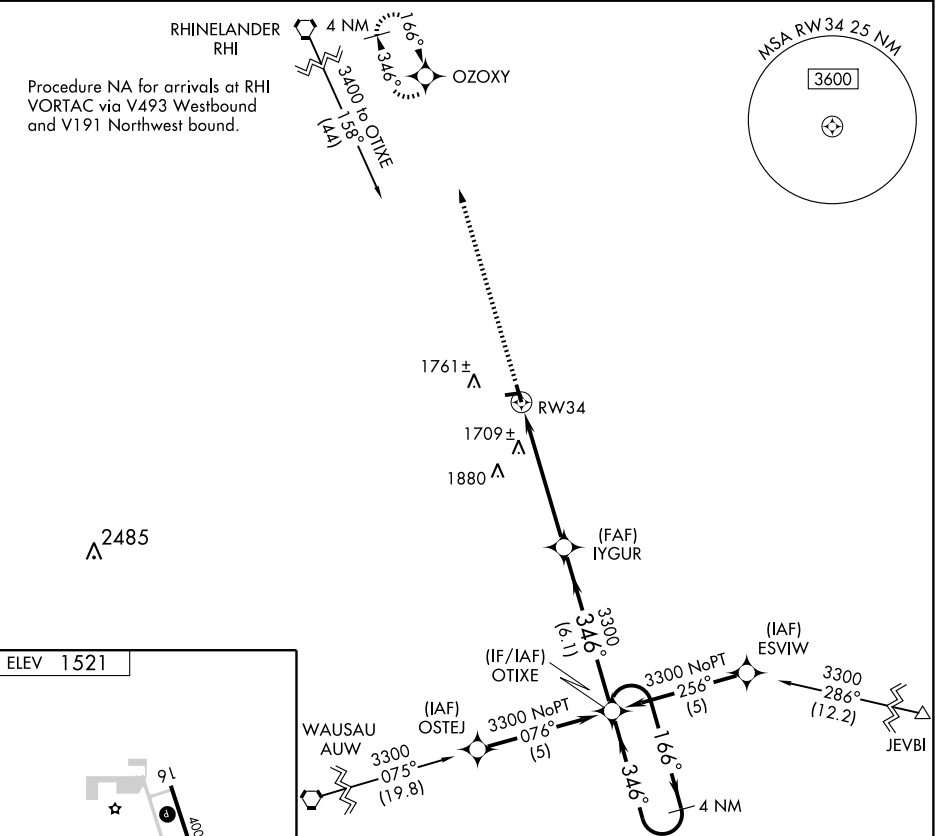 RHINELANDER
RHI
4 NM
166°
346°
OZOXY
3400 to OTIXE
158°
(44)
Procedure NA for arrivals at RHI
VORTAC via V493 Westbound
and V191 Northwest bound.
MSA RW34 25 NM
3600
1761±
RW34
1709±
1880
2485
(FAF)
IYGUR
3300
346°
(6.1)
(IF/IAF)
OTIXE
(IAF)
ESVIW
3300 NoPT
256°
(5)
3300
286°
(12.2)
JEVBI
ELEV 1521
WAUSAU
AUW
3300
075°
(19.8)
(IAF)
OSTEJ
3300 NoPT
076°
(5)
166°
346°
4 NM
16
P
400